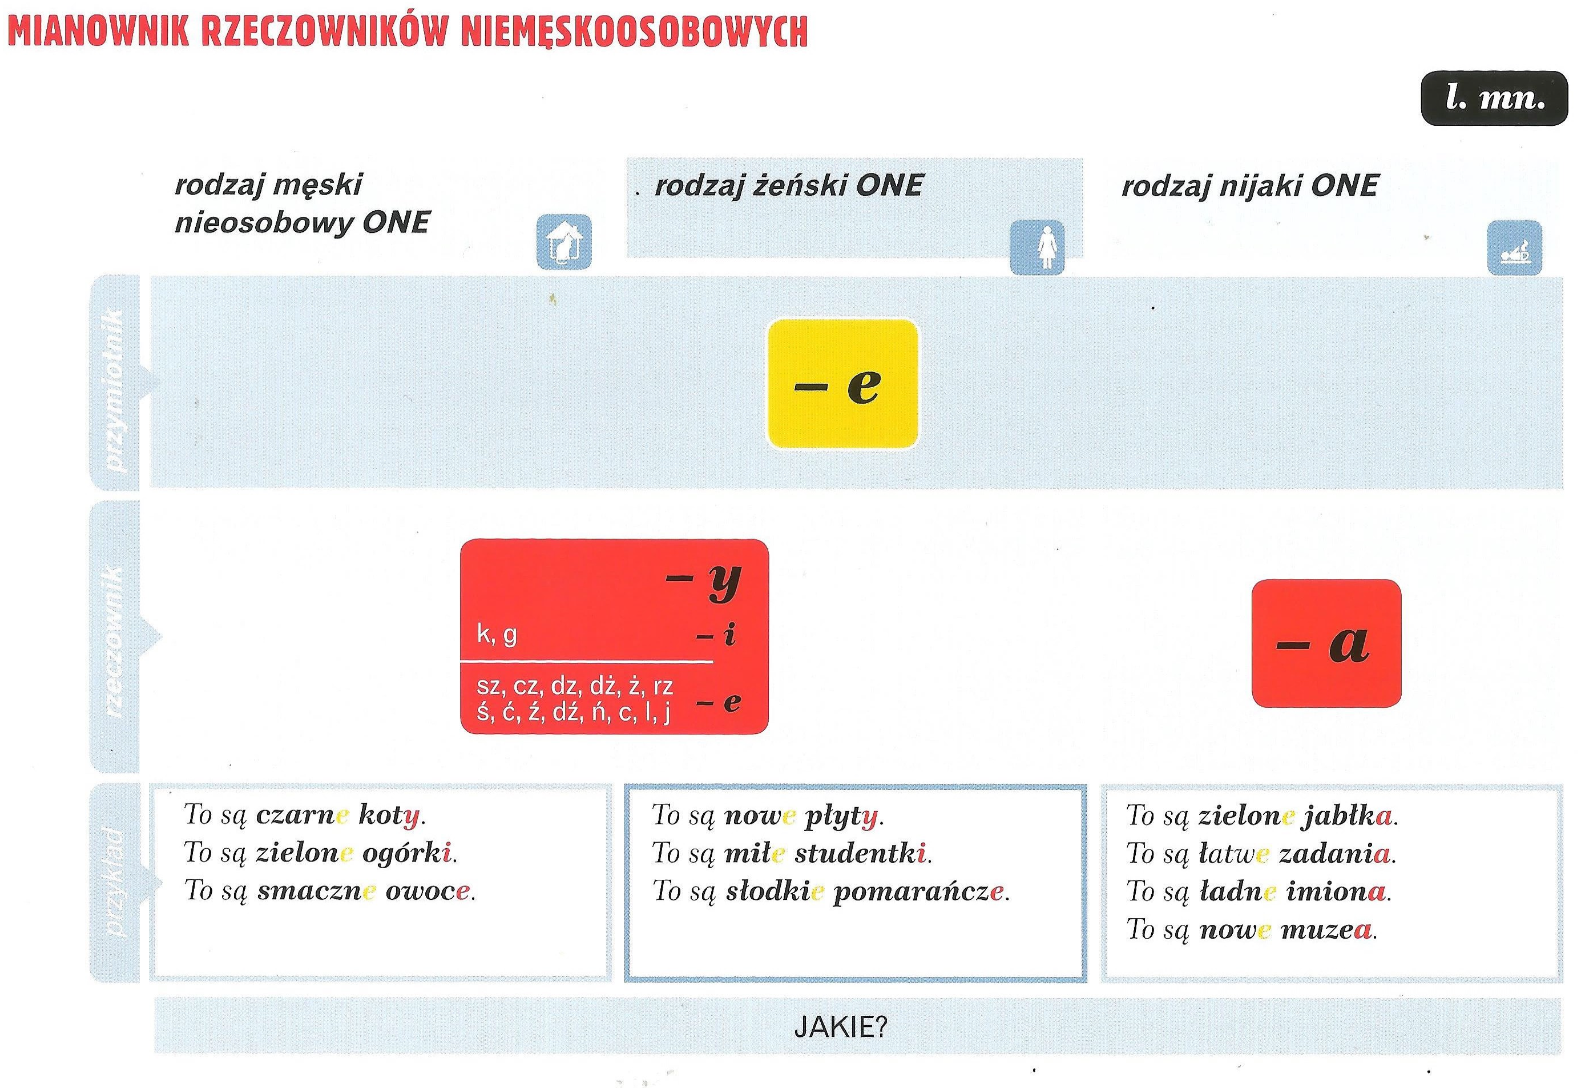 MIANOWNIK RZECZOWNIKÓW NIEMĘSKOOSOBOWYCH
l. mn.
rodzaj męski
nieosobowy ONE
rodzaj żeński ONE
rodzaj nijaki ONE
przymiotnik
– e
rzeczownik
– y
k, g – i
sz, cz, dz, dż, ż, rz
ś, ć, ź, dź, ń, c, l, j – e
– a
przykład
To są czarne koty.
To są zielone ogórki.
To są smaczne owoce.
To są nowe płyty.
To są miłe studentki.
To są słodkie pomarańcze.
To są zielone jabłka.
To są łatwe zadania.
To są ładne imiona.
To są nowe muzea.
JAKIE?